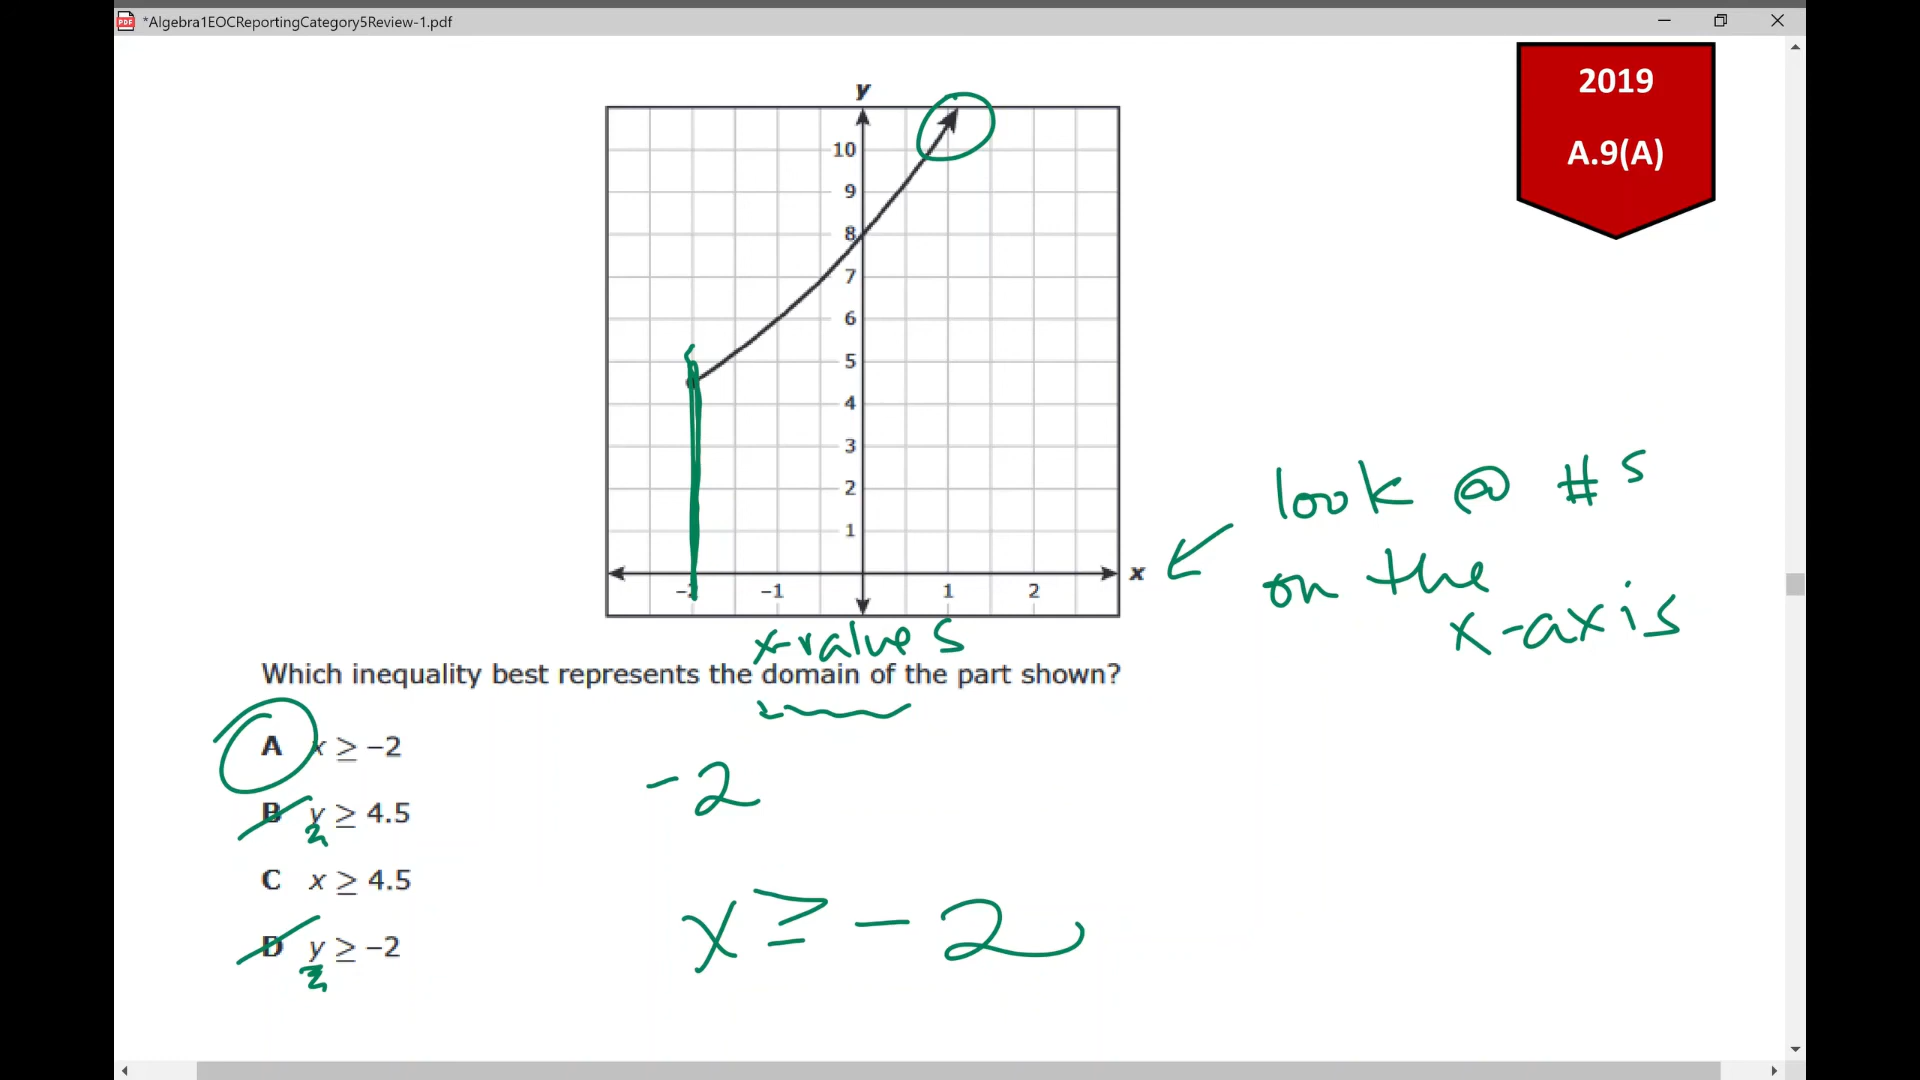 *Algebra1EOCReportingCategory5Review-1.pdf
2019
A.9(A)
y
10
9
8
7
6
5
4
3
2
1
x
-1
1
2
look @ #s
on the
x-axis
x-values
Which inequality best represents the domain of the part shown?
A x ≥ −2
B y ≥ 4.5
C x ≥ 4.5
D y ≥ −2
-2
x ≥ -2